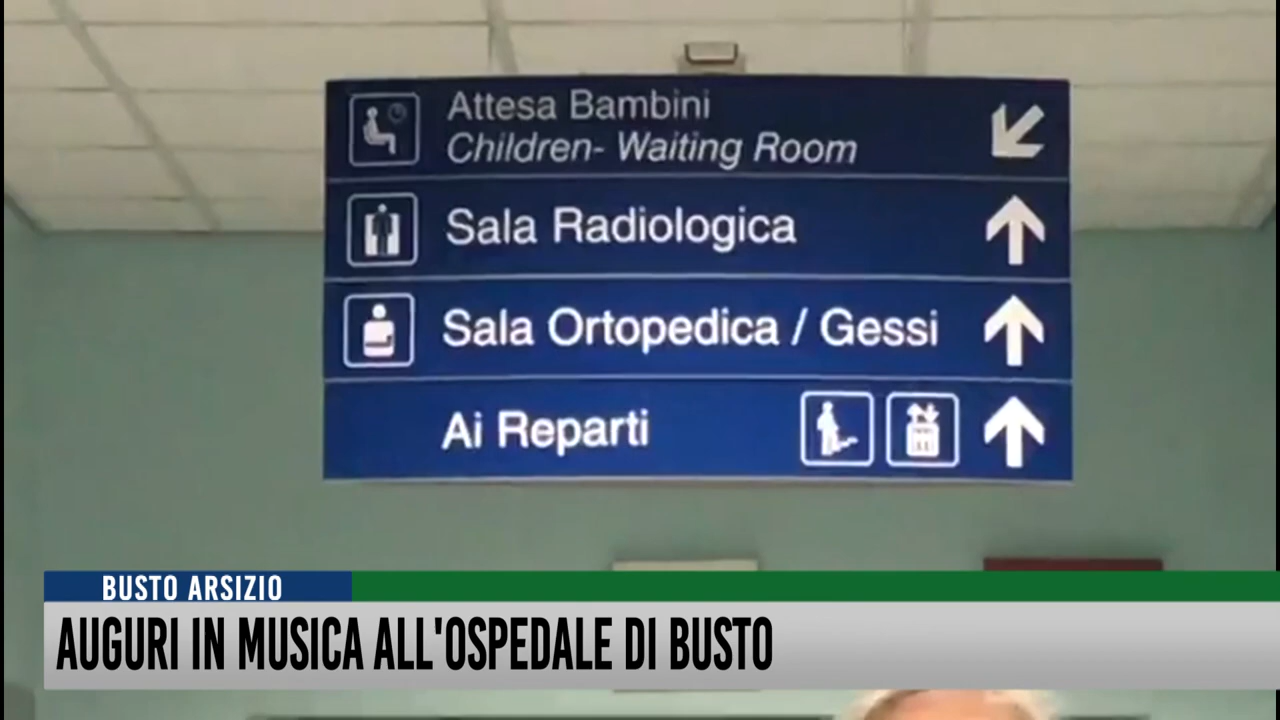 Attesa Bambini
Children- Waiting Room
Sala Radiologica
Sala Ortopedica / Gessi
Ai Reparti
BUSTO ARSIZIO
AUGURI IN MUSICA ALL'OSPEDALE DI BUSTO